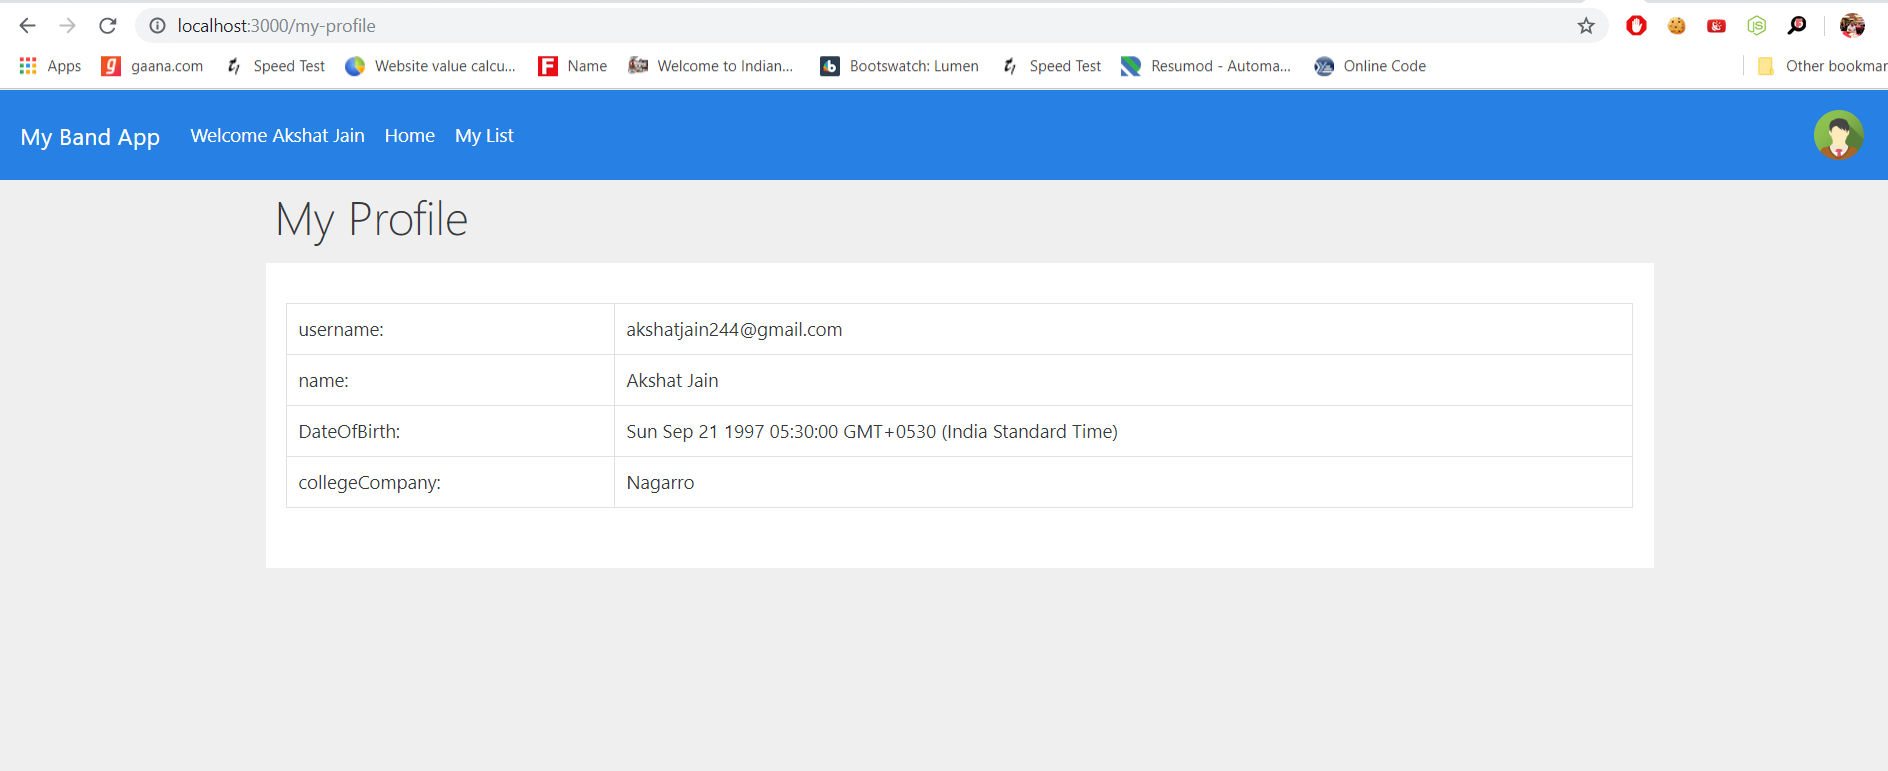 localhost:3000/my-profile
Apps gaana.com Speed Test Website value calcu... Name Welcome to Indian... Bootswatch: Lumen Speed Test Resumod - Automa... Online Code Other bookmar
My Band App Welcome Akshat Jain Home My List
My Profile
username: akshatjain244@gmail.com
name: Akshat Jain
DateOfBirth: Sun Sep 21 1997 05:30:00 GMT+0530 (India Standard Time)
collegeCompany: Nagarro